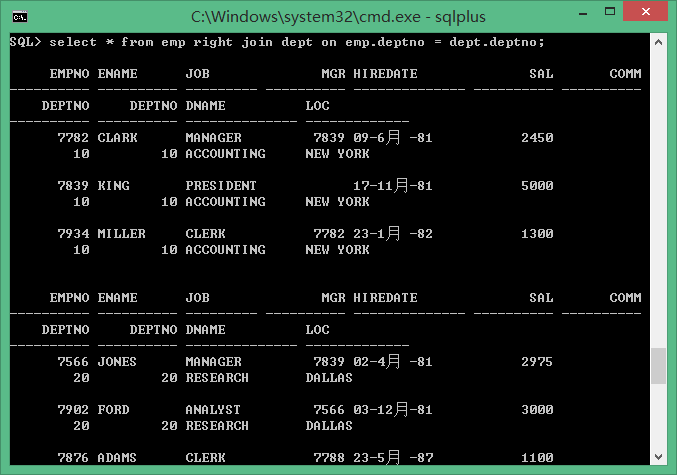 C:\Windows\system32\cmd.exe - sqlplus
SQL> select * from emp right join dept on emp.deptno = dept.deptno;
EMPNO ENAME JOB MGR HIREDATE SAL COMM
---------- ---------- --------- ---------- -------------- ---------- ----------
DEPTNO DEPTNO DNAME LOC
---------- ---------- -------------- -------------
7782 CLARK MANAGER 7839 09-6月 -81 2450
10 10 ACCOUNTING NEW YORK
7839 KING PRESIDENT 17-11月-81 5000
10 10 ACCOUNTING NEW YORK
7934 MILLER CLERK 7782 23-1月 -82 1300
10 10 ACCOUNTING NEW YORK
EMPNO ENAME JOB MGR HIREDATE SAL COMM
---------- ---------- --------- ---------- -------------- ---------- ----------
DEPTNO DEPTNO DNAME LOC
---------- ---------- -------------- -------------
7566 JONES MANAGER 7839 02-4月 -81 2975
20 20 RESEARCH DALLAS
7902 FORD ANALYST 7566 03-12月-81 3000
20 20 RESEARCH DALLAS
7876 ADAMS CLERK 7788 23-5月 -87 1100